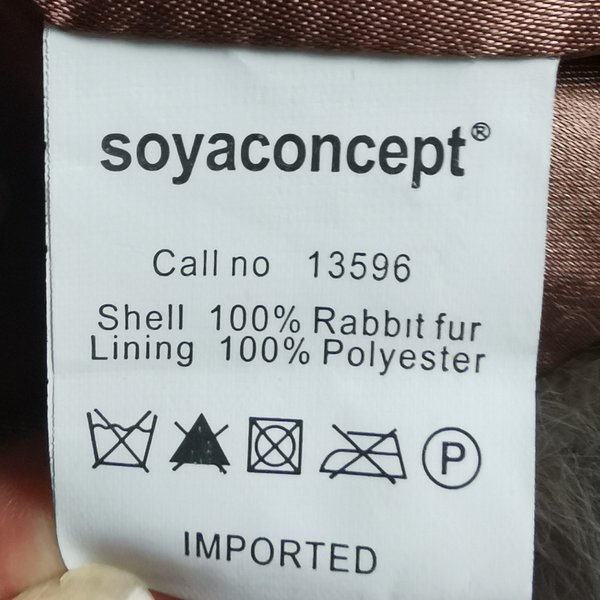 soyaconcept®
Call no 13596
Shell 100% Rabbit fur
Lining 100% Polyester
P
IMPORTED